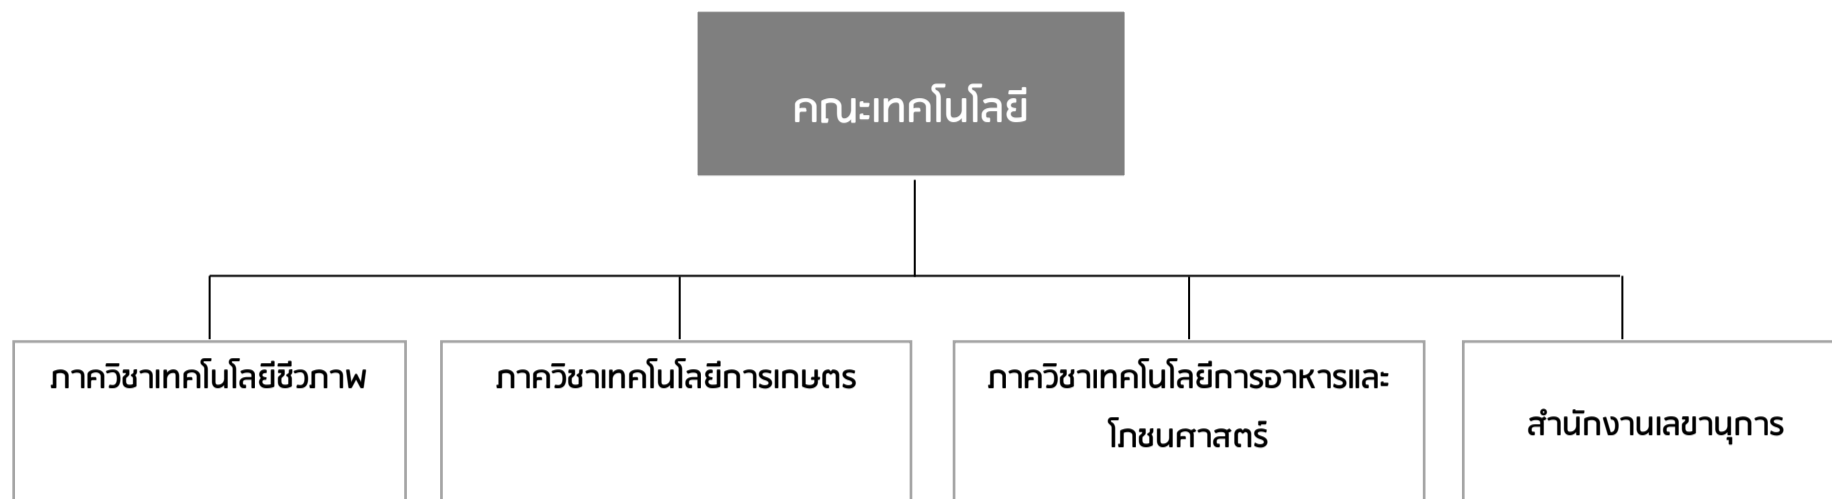 คณะเทคโนโลยี
ภาควิชาเทคโนโลยีชีวภาพ
ภาควิชาเทคโนโลยีการเกษตร
ภาควิชาเทคโนโลยีการอาหารและ
โภชนศาสตร์
สำนักงานเลขานุการ